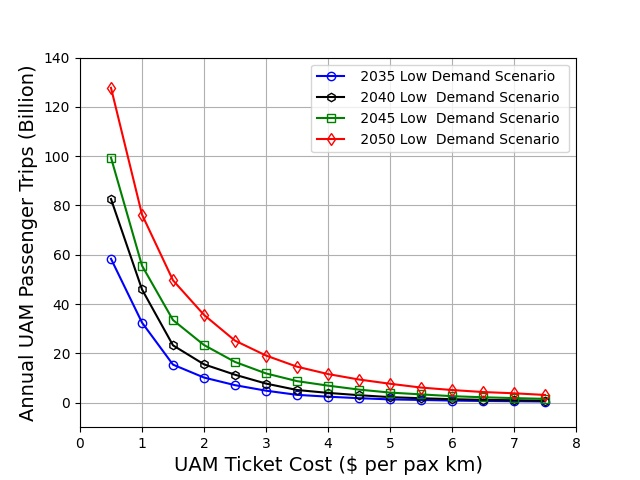 140
120
100
80
60
40
20
0
0 1 2 3 4 5 6 7 8
Annual UAM Passenger Trips (Billion)
UAM Ticket Cost ($ per pax km)
2035 Low Demand Scenario
2040 Low  Demand Scenario
2045 Low  Demand Scenario
2050 Low  Demand Scenario